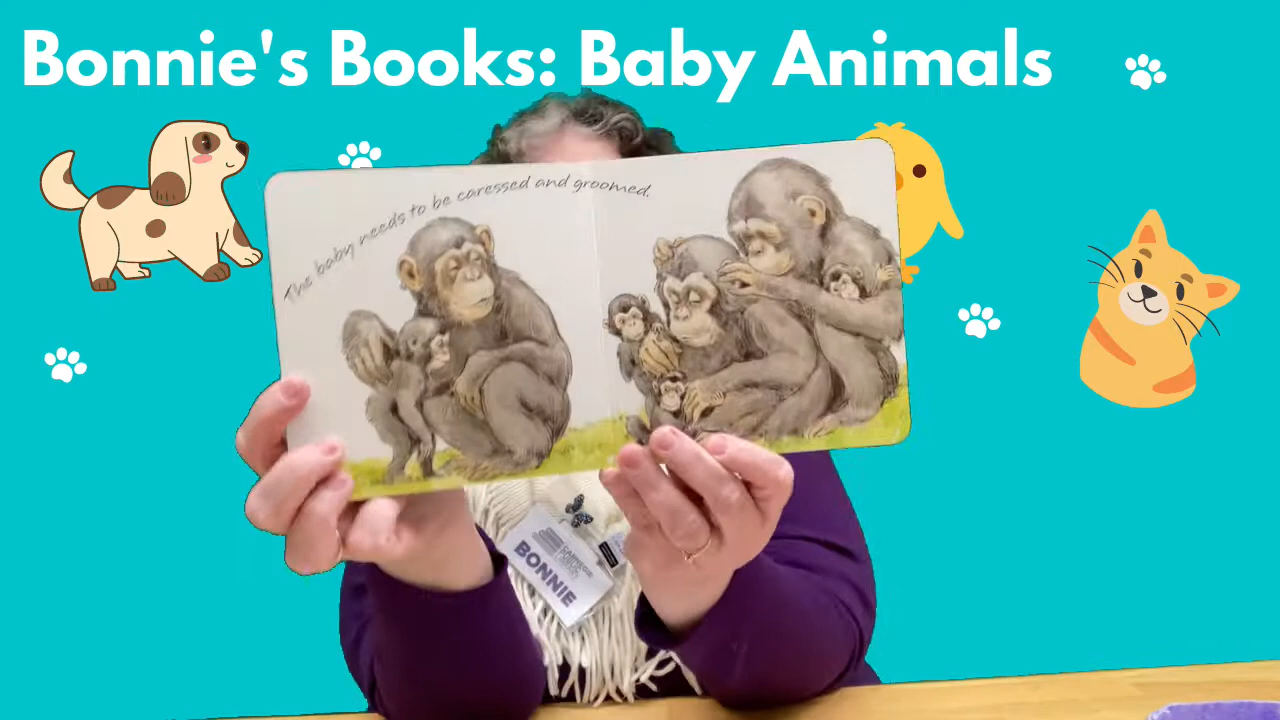 Bonnie's Books: Baby Animals
The baby needs to be caressed and groomed.
BONNIE